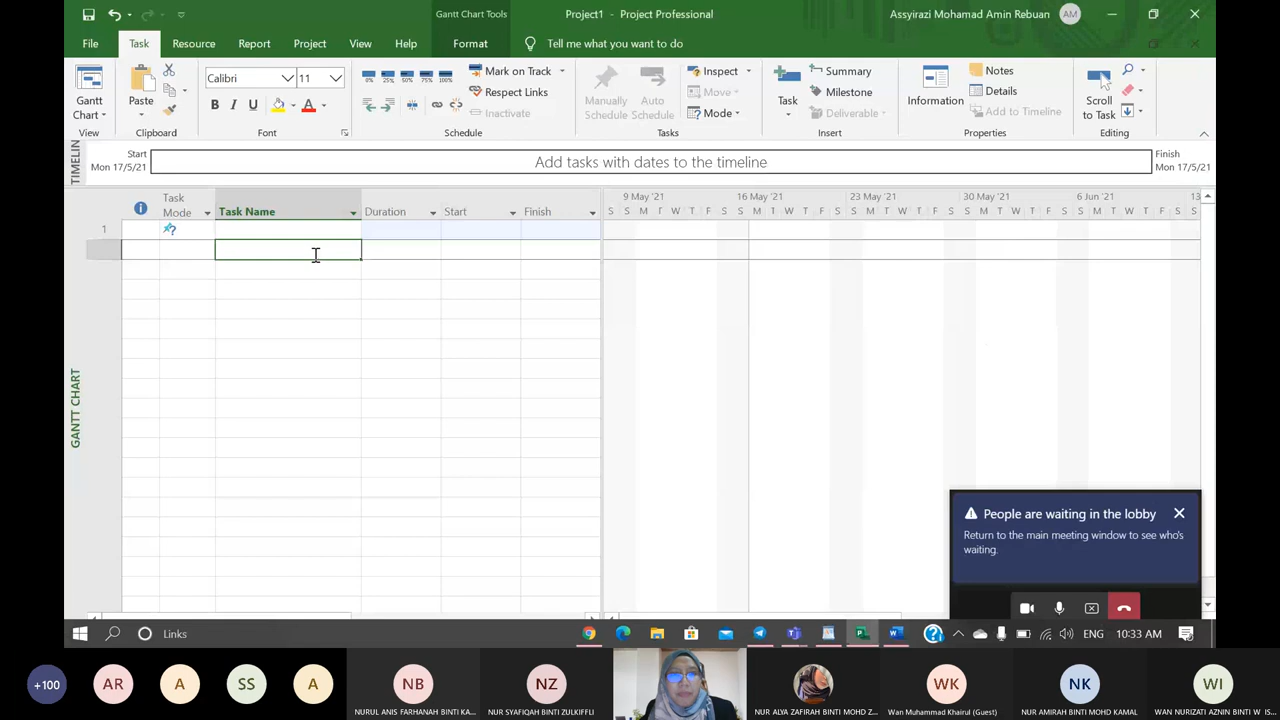 Gantt Chart Tools
Project1 - Project Professional
Assyirazi Mohamad Amin Rebuan
AM
File
Task
Resource
Report
Project
View
Help
Format
Tell me what you want to do
Gantt
Chart
View
Paste
Clipboard
Calibri
11
B I U
A
Font
0% 25% 50% 75% 100%
Mark on Track
Respect Links
Inactivate
Schedule
Manually
Schedule
Auto
Schedule
Inspect
Move
Mode
Tasks
Task
Summary
Milestone
Deliverable
Insert
Information
Notes
Details
Add to Timeline
Properties
Scroll
to Task
Editing
TIMELIN
Start
Mon 17/5/21
Add tasks with dates to the timeline
Finish
Mon 17/5/21
Task
Mode
Task Name
Duration
Start
Finish
9 May '21
16 May '21
23 May '21
30 May '21
6 Jun '21
13
S S M T W T F S S M T W T F S S M T W T F S S M T W T F S S M T W T F S S
1
?
GANTT CHART
People are waiting in the lobby
Return to the main meeting window to see who's
waiting.
Links
ENG
10:33 AM
+100
AR
A
SS
A
NB
NURUL ANIS FARHANAH BINTI KA...
NZ
NUR SYAFIQAH BINTI ZULKIFFLI
NUR ALYA ZAFIRAH BINTI MOHD Z...
WK
Wan Muhammad Khairul (Guest)
NK
NUR AMIRAH BINTI MOHD KAMAL
WI
WAN NURIZATI AZNIN BINTI W IS...